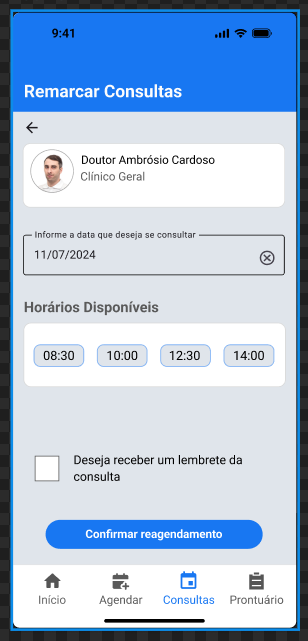 9:41
Remarcar Consultas
Doutor Ambrósio Cardoso
Clínico Geral
Informe a data que deseja se consultar
11/07/2024
Horários Disponíveis
08:30 10:00 12:30 14:00
Deseja receber um lembrete da
consulta
Confirmar reagendamento
Início Agendar Consultas Prontuário